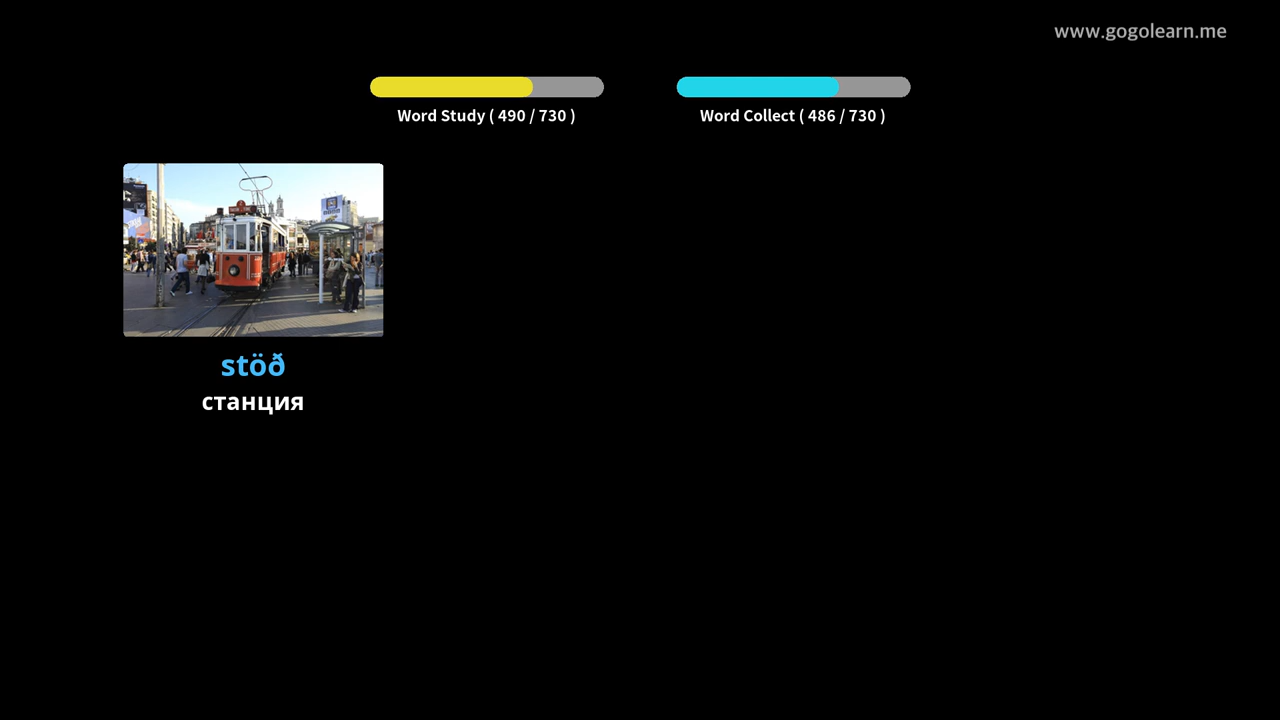 www.gogolearn.me
Word Study ( 490 / 730 )
Word Collect ( 486 / 730 )
stöð
станция